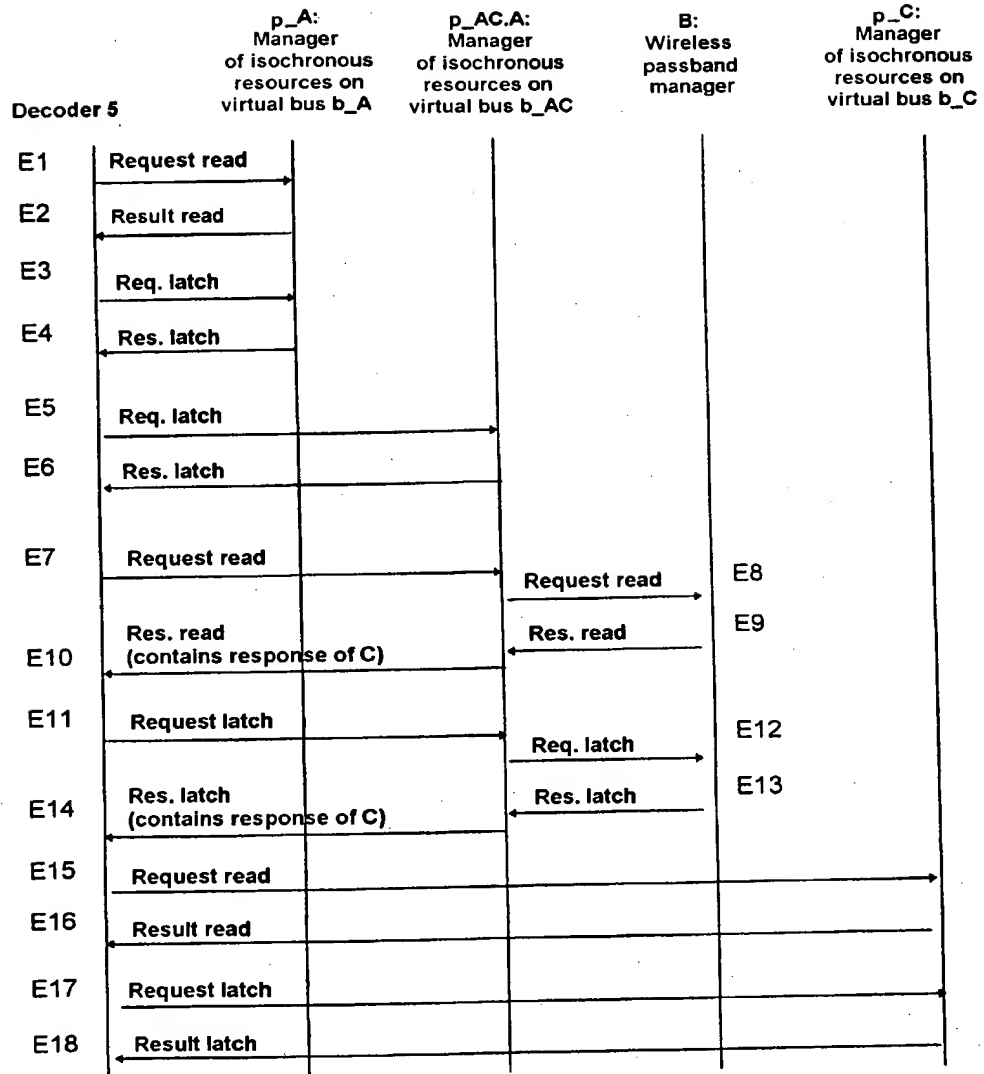 p_A:
Manager
of isochronous
resources on
virtual bus b_A
p_AC.A:
Manager
of isochronous
resources on
virtual bus b_AC
B:
Wireless
passband
manager
p_C:
Manager
of isochronous
resources on
virtual bus b_C
Decoder 5
E1 Request read
E2 Result read
E3 Req. latch
E4 Res. latch
E5 Req. latch
E6 Res. latch
E7 Request read
Request read E8
Res. read E9
Res. read
E10 (contains response of C)
E11 Request latch
Req. latch E12
Res. latch E13
Res. latch
E14 (contains response of C)
E15 Request read
E16 Result read
E17 Request latch
E18 Result latch